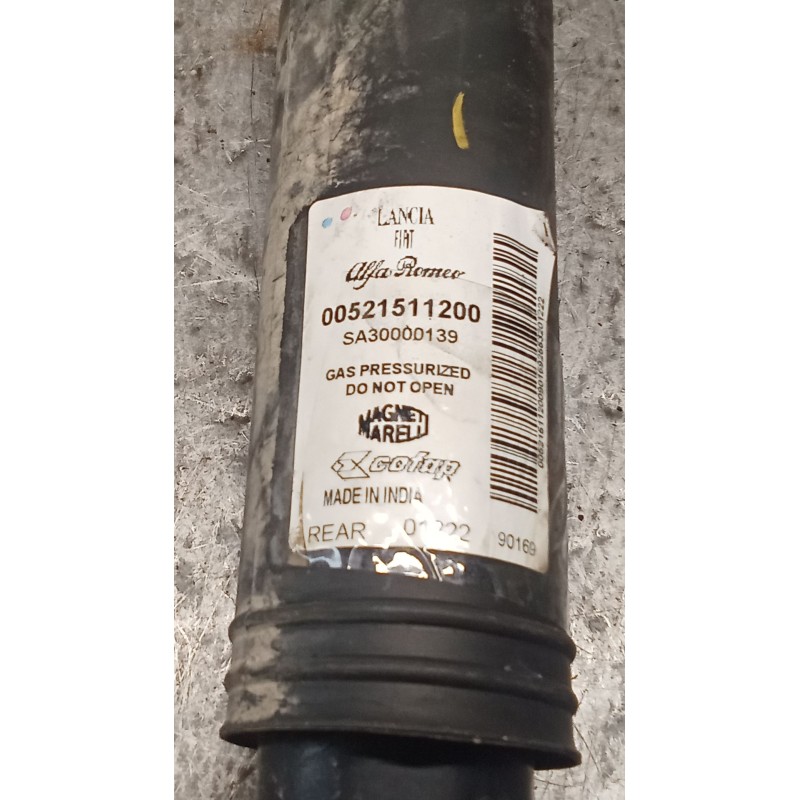 LANCIA
FIAT
Alfa Romeo
00521511200
SA30000139
GAS PRESSURIZED
DO NOT OPEN
MAGNETI
MARELLI
cofap
MADE IN INDIA
REAR
90169